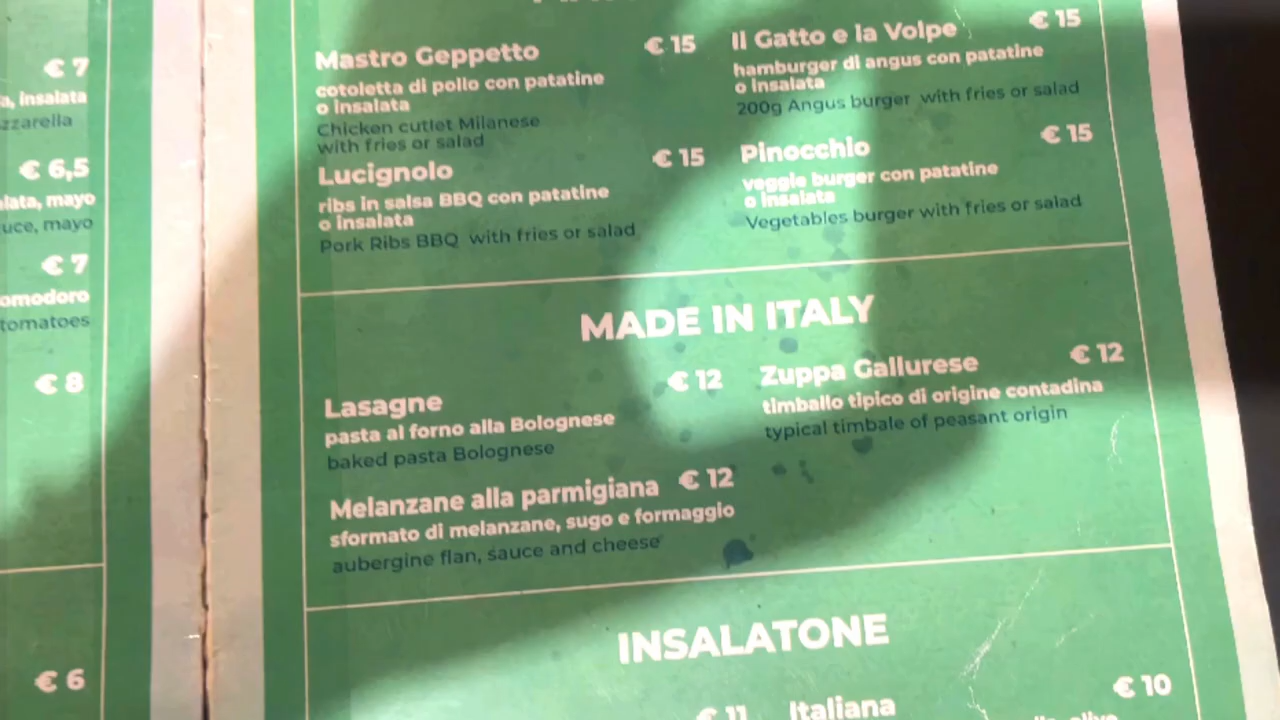 € 7
a, insalata
zzarella
€ 6,5
lata, mayo
uce, mayo
€ 7
omodoro
tomatoes
€ 8
€ 6
Mastro Geppetto € 15
cotoletta di pollo con patatine
o insalata
Chicken cutlet Milanese
with fries or salad
Lucignolo € 15
ribs in salsa BBQ con patatine
o insalata
Pork Ribs BBQ with fries or salad
Il Gatto e la Volpe € 15
hamburger di angus con patatine
o insalata
200g Angus burger with fries or salad
Pinocchio € 15
veggie burger con patatine
o insalata
Vegetables burger with fries or salad
MADE IN ITALY
Lasagne € 12
pasta al forno alla Bolognese
baked pasta Bolognese
Melanzane alla parmigiana € 12
sformato di melanzane, sugo e formaggio
aubergine flan, sauce and cheese
Zuppa Gallurese € 12
timballo tipico di origine contadina
typical timbale of peasant origin
INSALATONE
€ 11
Italiana € 10